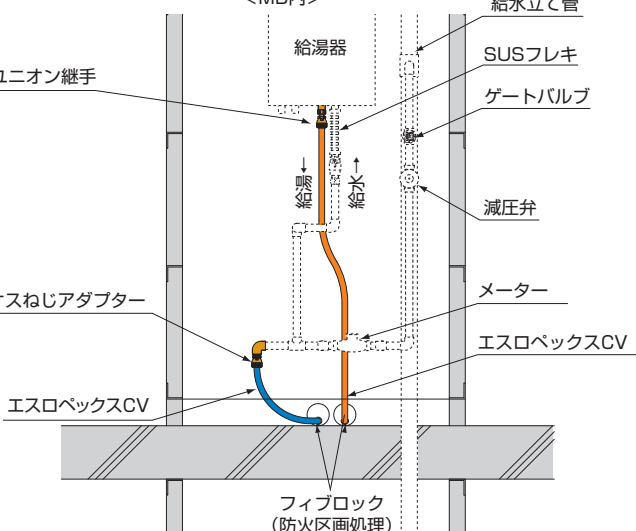 <MB内>
給水立て管
給湯器
SUSフレキ
ユニオン継手
ゲートバルブ
給湯→
給水→
減圧弁
オスねじアダプター
メーター
エスロペックスCV
エスロペックスCV
フィブロック
(防火区画処理)